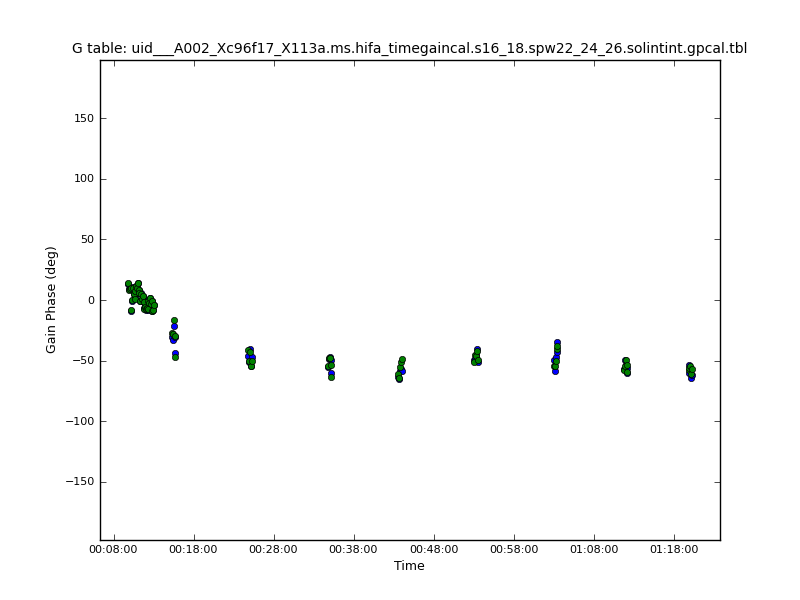 G table: uid___A002_Xc96f17_X113a.ms.hifa_timegaincal.s16_18.spw22_24_26.solintint.gpcal.tbl
150
100
50
0
−50
−100
−150
Gain Phase (deg)
00:08:00 00:18:00 00:28:00 00:38:00 00:48:00 00:58:00 01:08:00 01:18:00
Time